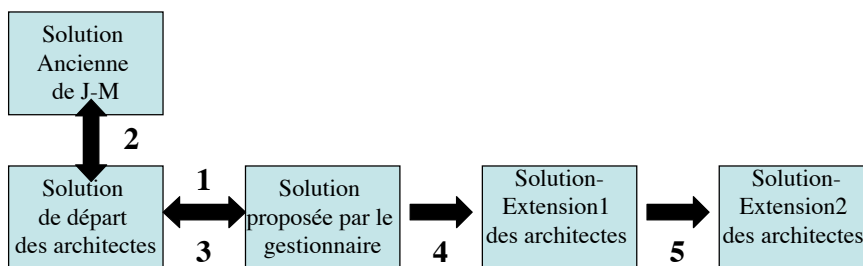 Solution
Ancienne
de J-M
2
Solution
de départ
des architectes
1
3
Solution
proposée par le
gestionnaire
4
Solution-
Extension1
des architectes
5
Solution-
Extension2
des architectes